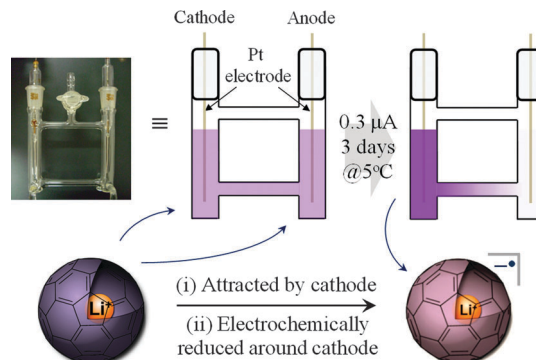 Cathode Anode
Pt
electrode
≡
0.3 μA
3 days
@5°C
Li⁺
(i) Attracted by cathode
(ii) Electrochemically
reduced around cathode
Li⁺
−•